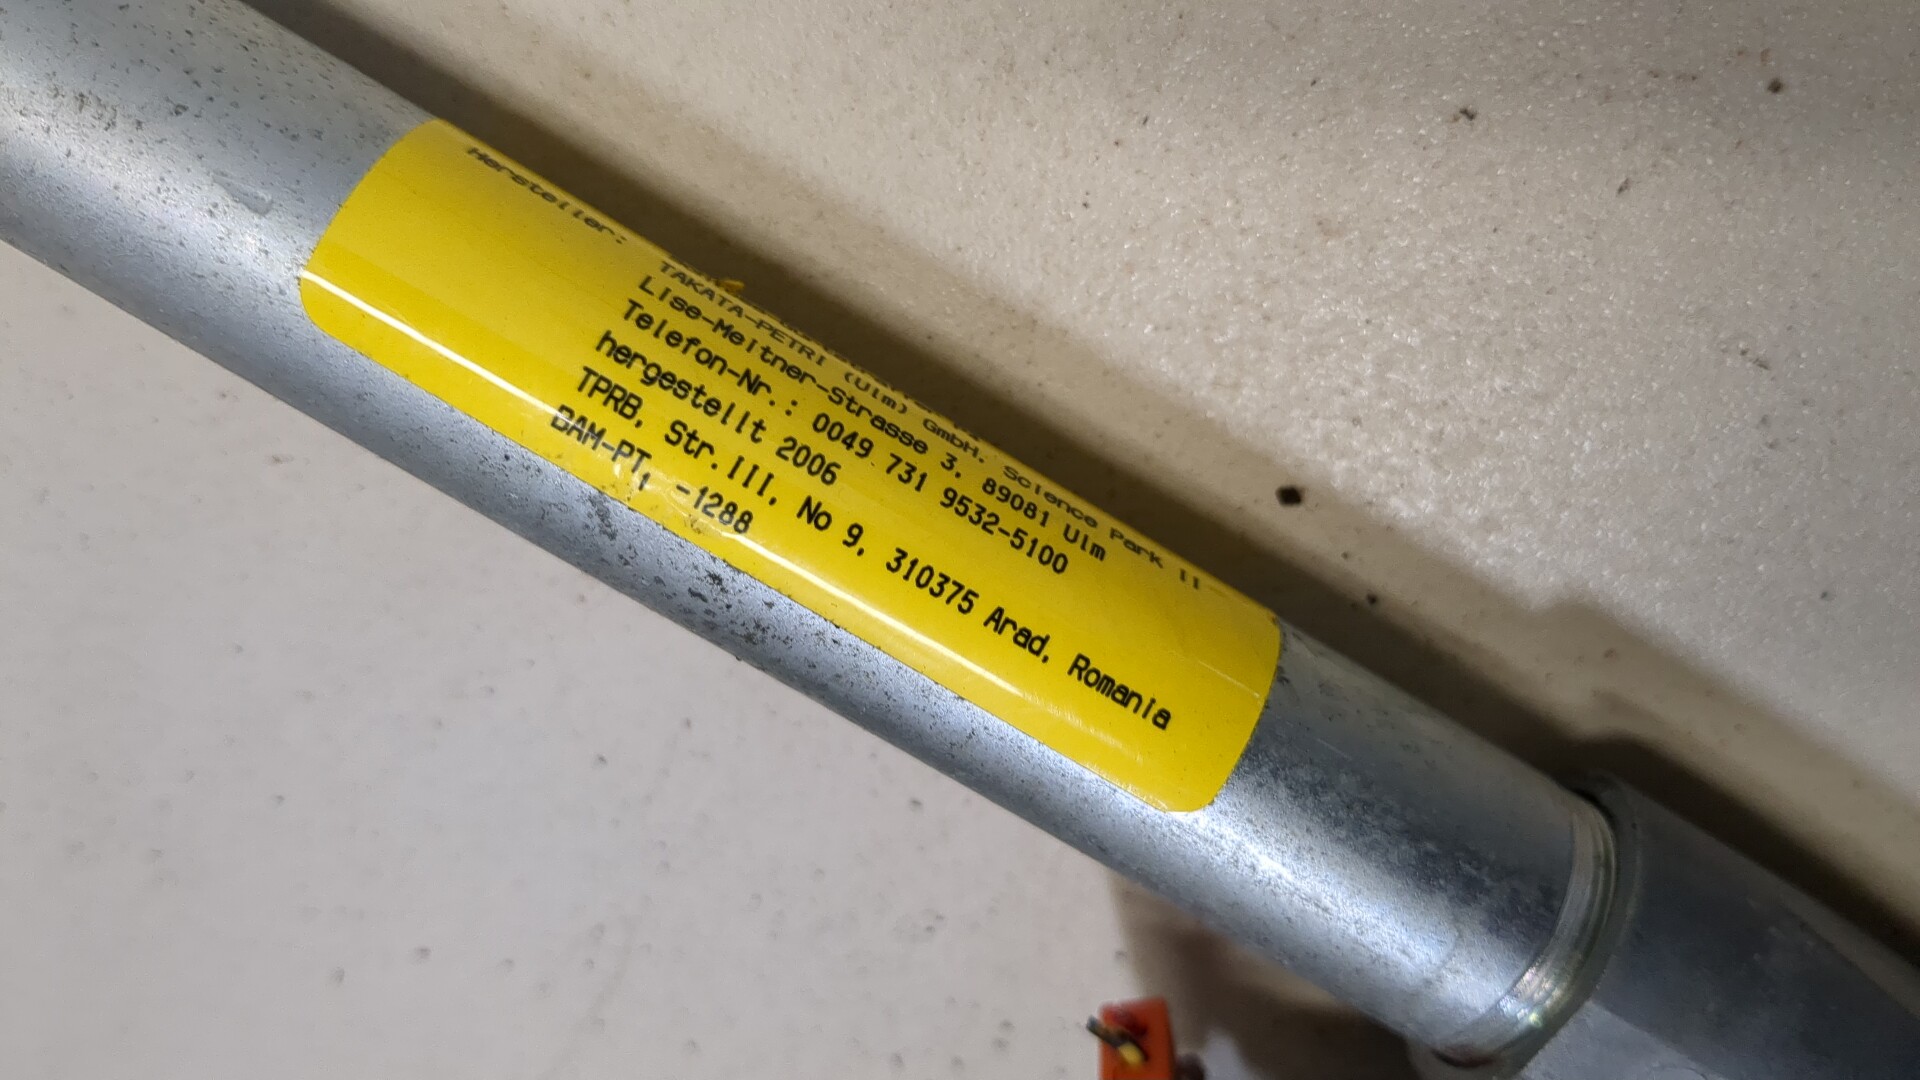 Hersteller:
TAKATA-PETRI (Ulm) GmbH, Science Park II
Lise-Meitner-Strasse 3, 89081 Ulm
Telefon-Nr.: 0049 731 9532-5100
hergestellt 2006
TPRB, Str.III, No 9, 310375 Arad, Romania
BAM-PT₁ -1288